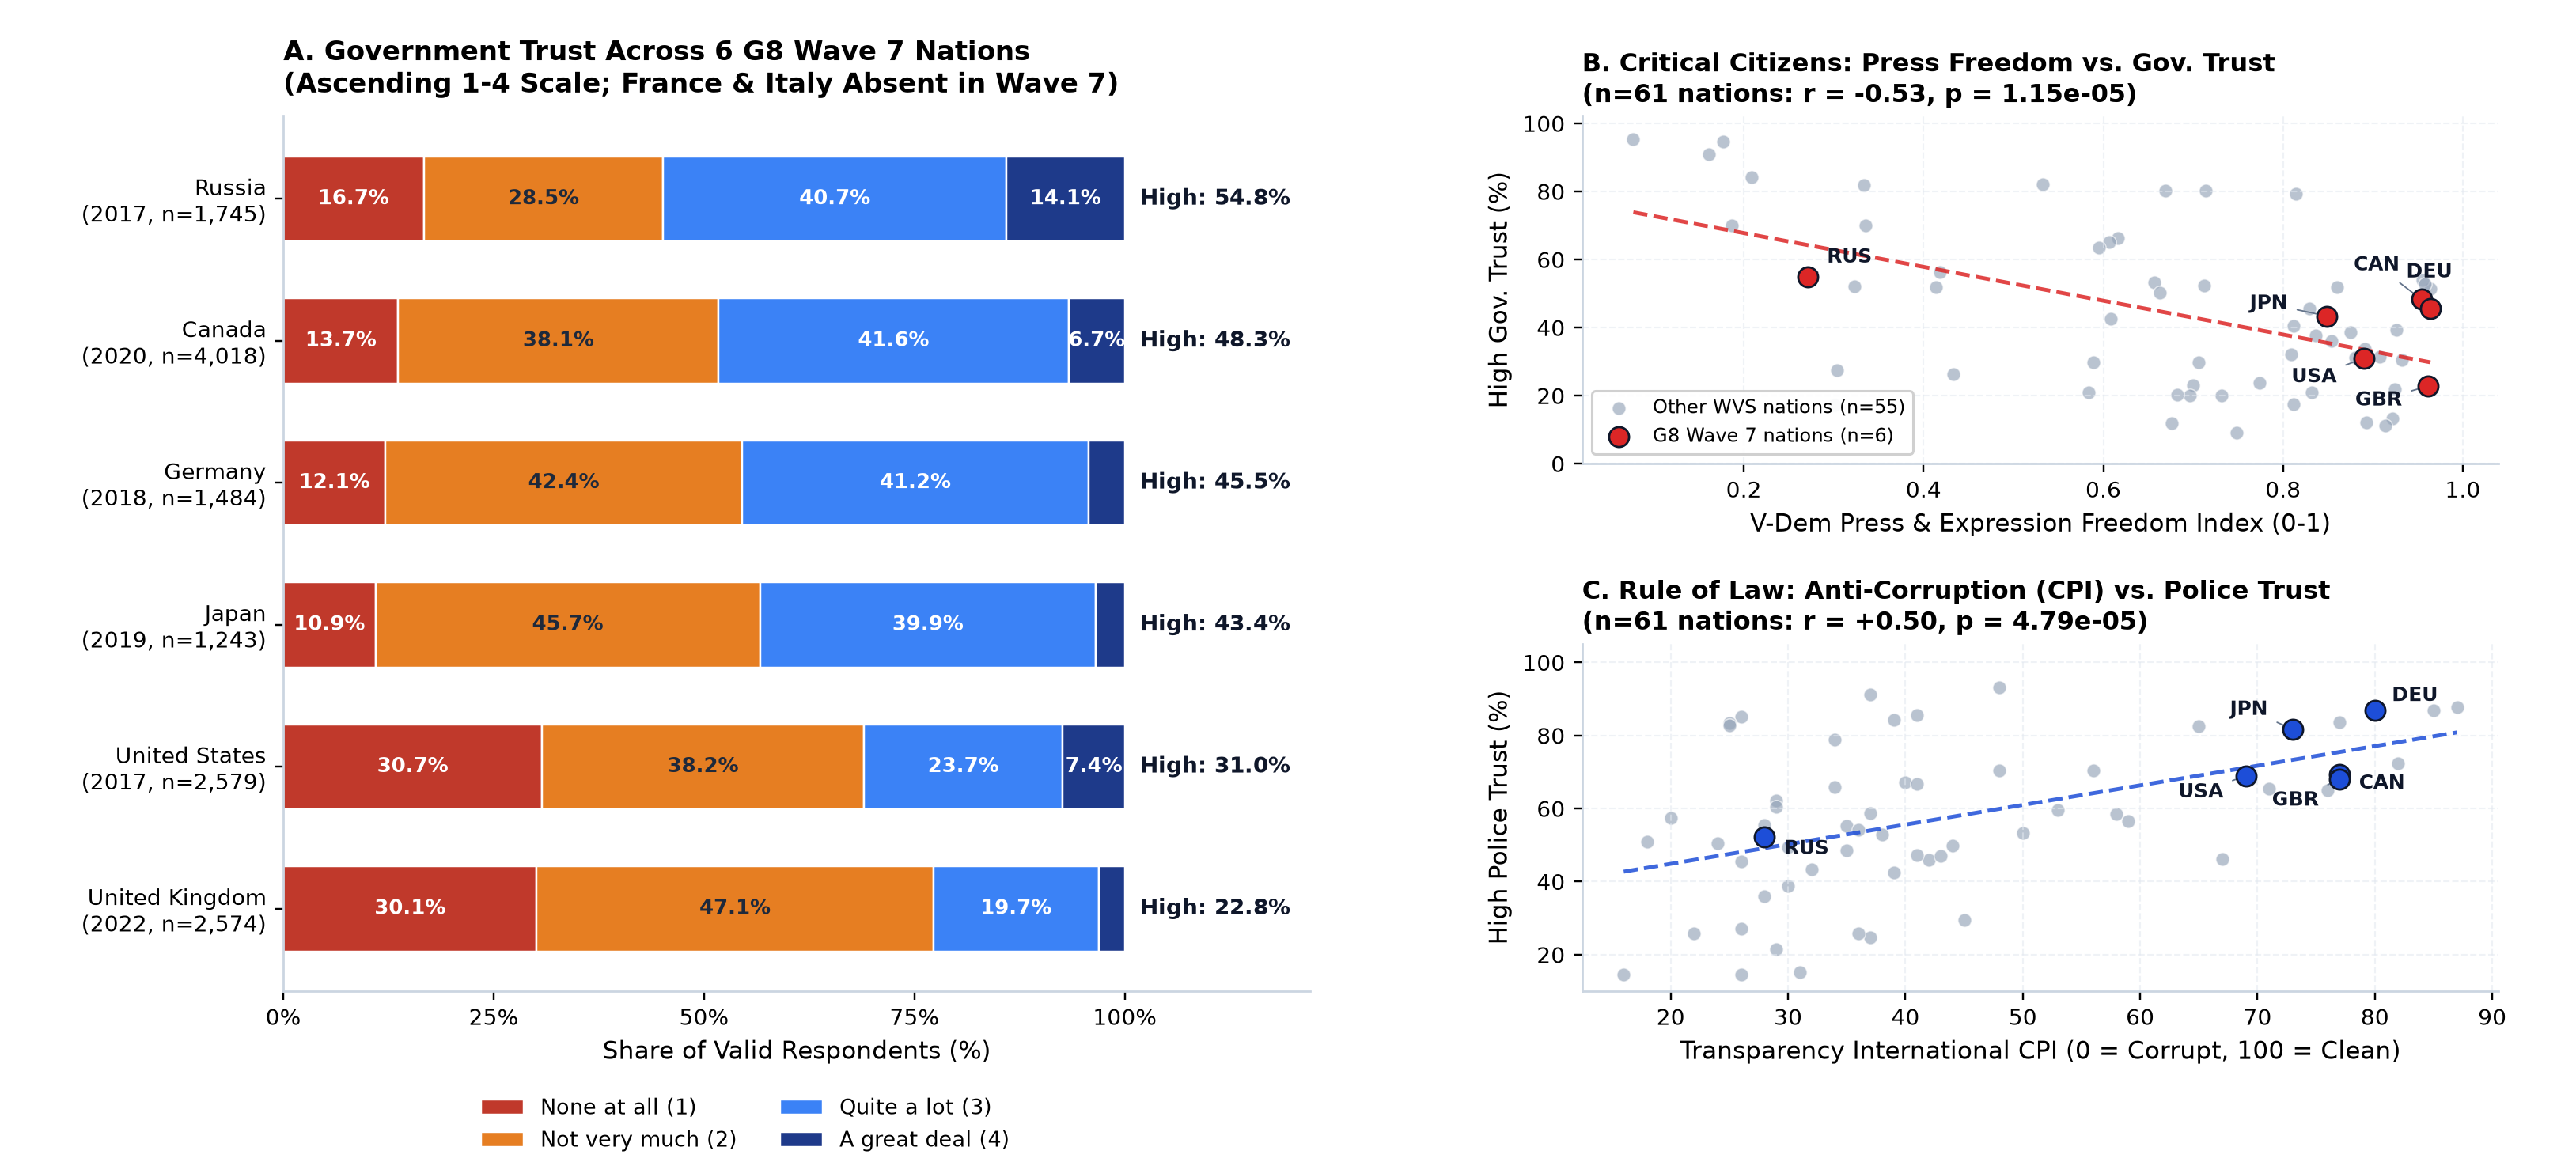 A. Government Trust Across 6 G8 Wave 7 Nations
(Ascending 1-4 Scale; France & Italy Absent in Wave 7)
Russia
(2017, n=1,745)
16.7%
28.5%
40.7%
14.1%
High: 54.8%
Canada
(2020, n=4,018)
13.7%
38.1%
41.6%
6.7%
High: 48.3%
Germany
(2018, n=1,484)
12.1%
42.4%
41.2%
High: 45.5%
Japan
(2019, n=1,243)
10.9%
45.7%
39.9%
High: 43.4%
United States
(2017, n=2,579)
30.7%
38.2%
23.7%
7.4%
High: 31.0%
United Kingdom
(2022, n=2,574)
30.1%
47.1%
19.7%
High: 22.8%
0%
25%
50%
75%
100%
Share of Valid Respondents (%)
None at all (1)
Not very much (2)
Quite a lot (3)
A great deal (4)
B. Critical Citizens: Press Freedom vs. Gov. Trust
(n=61 nations: r = -0.53, p = 1.15e-05)
High Gov. Trust (%)
100
80
60
40
20
0
RUS
CAN
DEU
JPN
USA
GBR
Other WVS nations (n=55)
G8 Wave 7 nations (n=6)
0.2
0.4
0.6
0.8
1.0
V-Dem Press & Expression Freedom Index (0-1)
C. Rule of Law: Anti-Corruption (CPI) vs. Police Trust
(n=61 nations: r = +0.50, p = 4.79e-05)
High Police Trust (%)
100
80
60
40
20
DEU
JPN
USA
GBR
CAN
RUS
20
30
40
50
60
70
80
90
Transparency International CPI (0 = Corrupt, 100 = Clean)